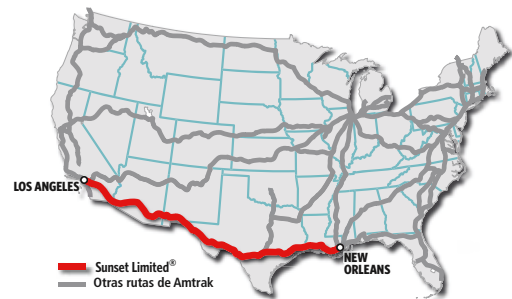 LOS ANGELES
NEW
ORLEANS
Sunset Limited®
Otras rutas de Amtrak